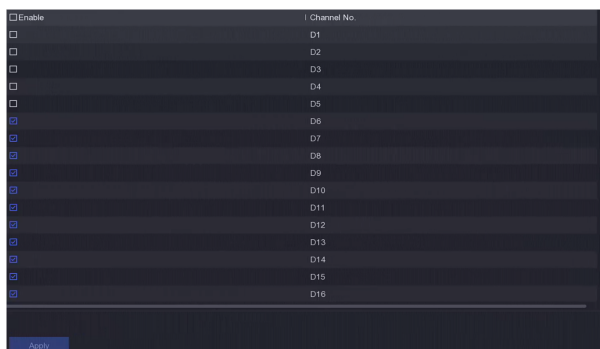 Enable Channel No.
D1
D2
D3
D4
D5
D6
D7
D8
D9
D10
D11
D12
D13
D14
D15
D16
Apply